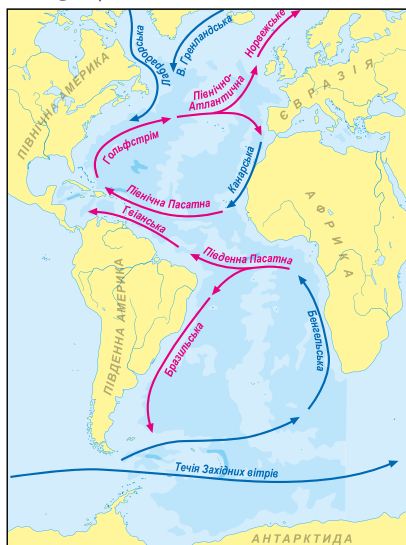 ПІВНІЧНА АМЕРИКА
Лабрадорська
В. Гренландська
Норвежське
Північно-
Атлантична
ЄВРАЗІЯ
Гольфстрім
Канарська
Північна Пасатна
Гвіанська
АФРИКА
Південна Пасатна
ПІВДЕННА АМЕРИКА
Бразильська
Бенгельська
Течія Західних вітрів
АНТАРКТИДА